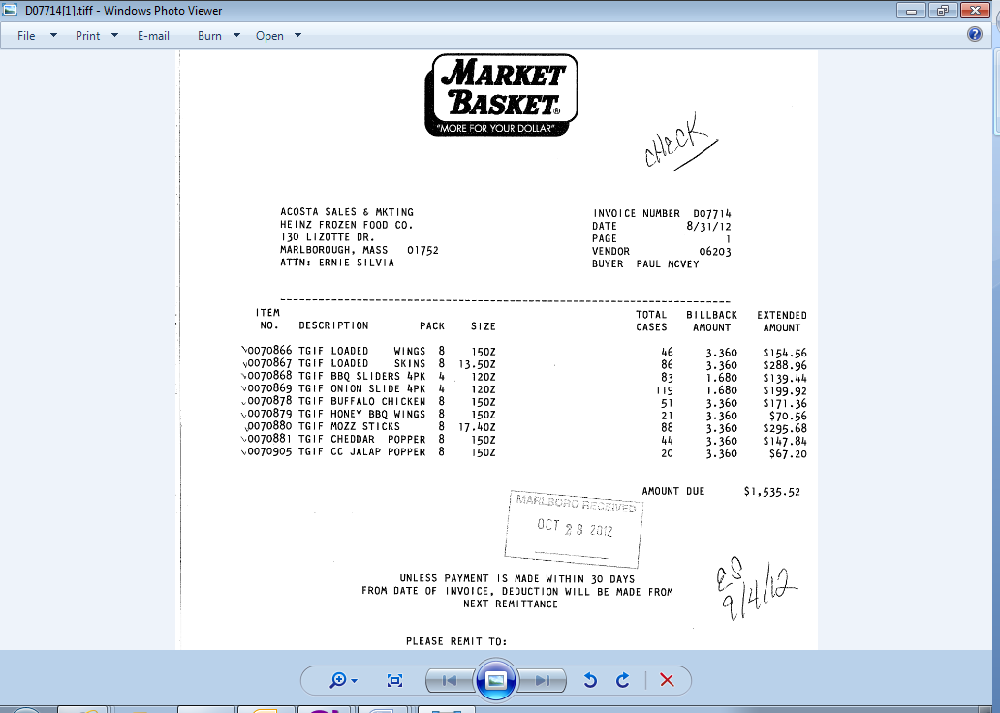 D07714[1].tiff - Windows Photo Viewer
File Print E-mail Burn Open
MARKET
BASKET®
"MORE FOR YOUR DOLLAR"
CHECK
ACOSTA SALES & MKTING
HEINZ FROZEN FOOD CO.
130 LIZOTTE DR.
MARLBOROUGH, MASS 01752
ATTN: ERNIE SILVIA
INVOICE NUMBER D07714
DATE 8/31/12
PAGE 1
VENDOR 06203
BUYER PAUL MCVEY
ITEM TOTAL BILLBACK EXTENDED
NO. DESCRIPTION PACK SIZE CASES AMOUNT AMOUNT
0070866 TGIF LOADED WINGS 8 15OZ 46 3.360 $154.56
0070867 TGIF LOADED SKINS 8 13.5OZ 86 3.360 $288.96
0070868 TGIF BBQ SLIDERS 4PK 4 12OZ 83 1.680 $139.44
0070869 TGIF ONION SLIDE 4PK 4 12OZ 119 1.680 $199.92
0070878 TGIF BUFFALO CHICKEN 8 15OZ 51 3.360 $171.36
0070879 TGIF HONEY BBQ WINGS 8 15OZ 21 3.360 $70.56
0070880 TGIF MOZZ STICKS 8 17.4OZ 88 3.360 $295.68
0070881 TGIF CHEDDAR POPPER 8 15OZ 44 3.360 $147.84
0070905 TGIF CC JALAP POPPER 8 15OZ 20 3.360 $67.20
AMOUNT DUE $1,535.52
MARLBORO RECEIVED
OCT 23 2012
UNLESS PAYMENT IS MADE WITHIN 30 DAYS
FROM DATE OF INVOICE, DEDUCTION WILL BE MADE FROM
NEXT REMITTANCE
ES
9/4/12
PLEASE REMIT TO: